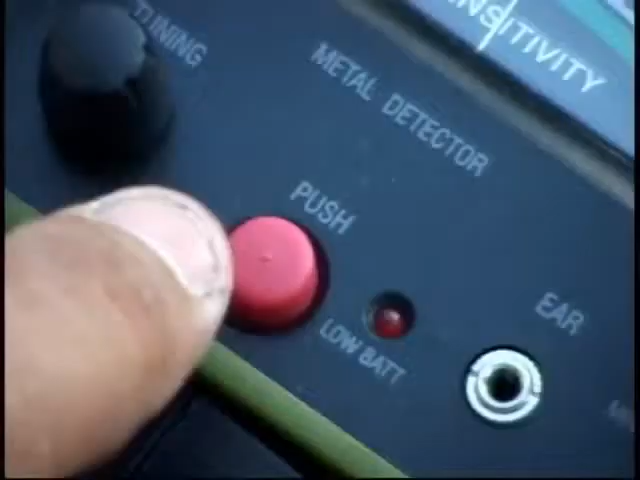 TUNING
SENSITIVITY
METAL DETECTOR
PUSH
LOW BATT
EAR